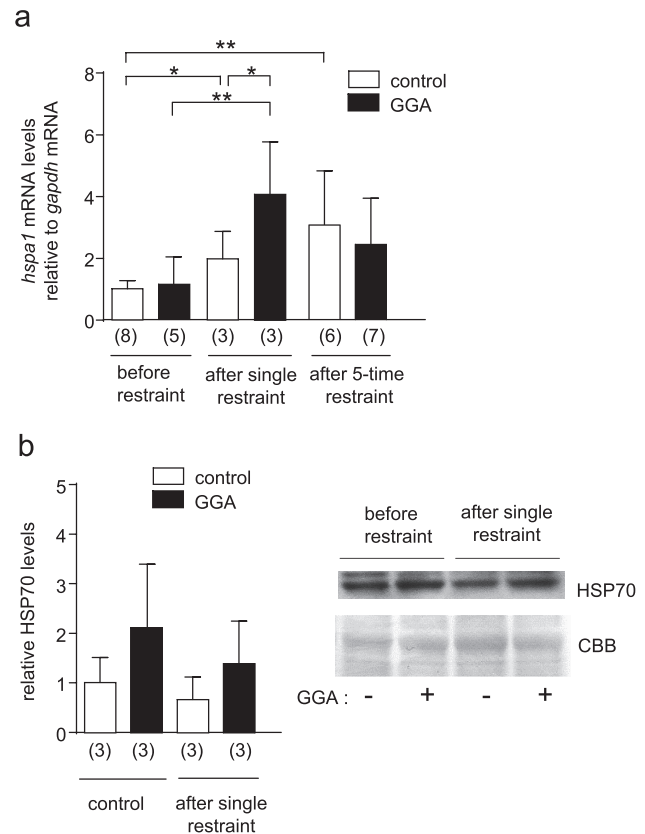 a
**
*
*
**
control
GGA
hspa1 mRNA levels
relative to gapdh mRNA
8
6
4
2
0
(8) (5) (3) (3) (6) (7)
before
restraint
after single
restraint
after 5-time
restraint
b
control
GGA
relative HSP70 levels
5
4
3
2
1
0
(3) (3) (3) (3)
control
after single
restraint
before
restraint
after single
restraint
HSP70
CBB
GGA : - + - +